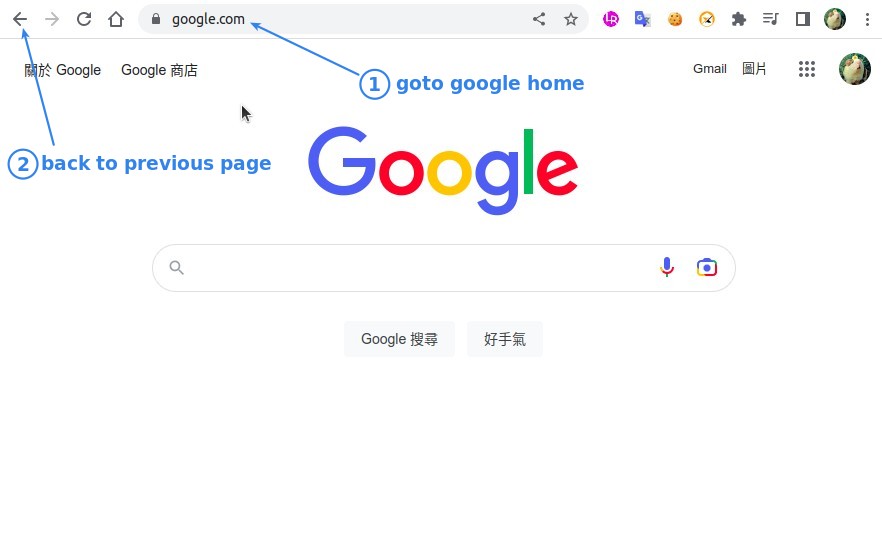 google.com
關於 Google Google 商店
Gmail 圖片
1 goto google home
2 back to previous page
Google
Google 搜尋 好手氣